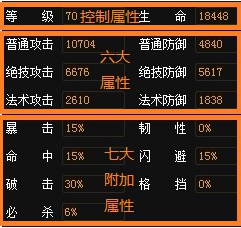 等 级 70 控制属性 生 命 18448
普通攻击 10704 普通防御 4840
六大
绝技攻击 6676 绝技防御 5617
属性
法术攻击 2610 法术防御 1838
暴 击 15% 韧 性 0%
命 中 15% 七大 闪 避 15%
破 击 30% 附加 格 挡 0%
必 杀 6% 属性